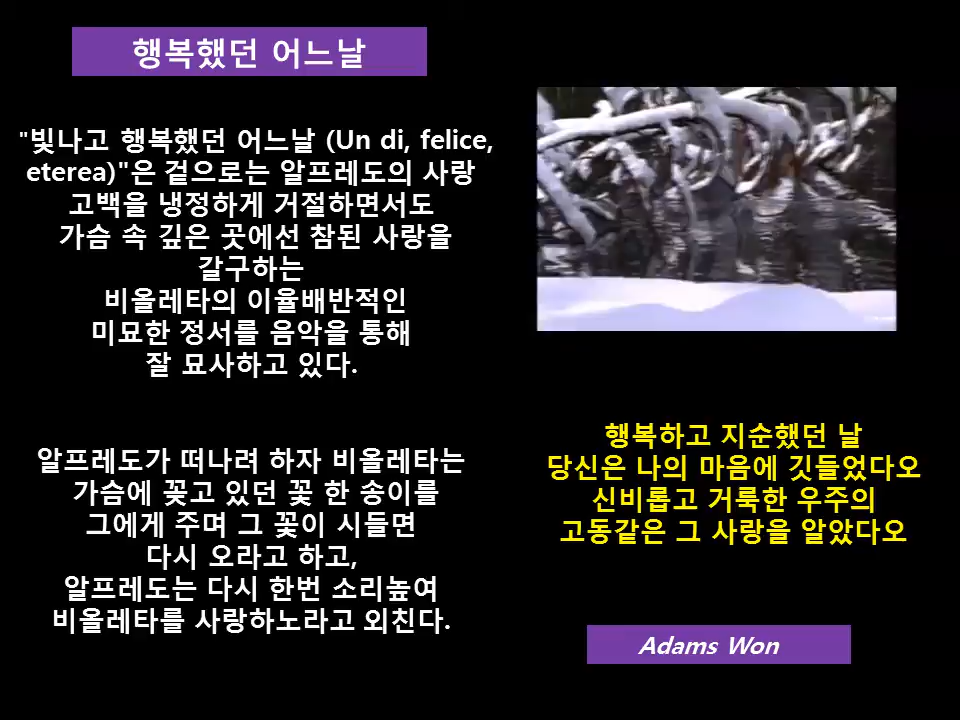 행복했던 어느날
"빛나고 행복했던 어느날 (Un di, felice,
eterea)"은 겉으로는 알프레도의 사랑
고백을 냉정하게 거절하면서도
가슴 속 깊은 곳에선 참된 사랑을
갈구하는
비올레타의 이율배반적인
미묘한 정서를 음악을 통해
잘 묘사하고 있다.
알프레도가 떠나려 하자 비올레타는
가슴에 꽂고 있던 꽃 한 송이를
그에게 주며 그 꽃이 시들면
다시 오라고 하고,
알프레도는 다시 한번 소리높여
비올레타를 사랑하노라고 외친다.
행복하고 지순했던 날
당신은 나의 마음에 깃들었다오
신비롭고 거룩한 우주의
고동같은 그 사랑을 알았다오
Adams Won